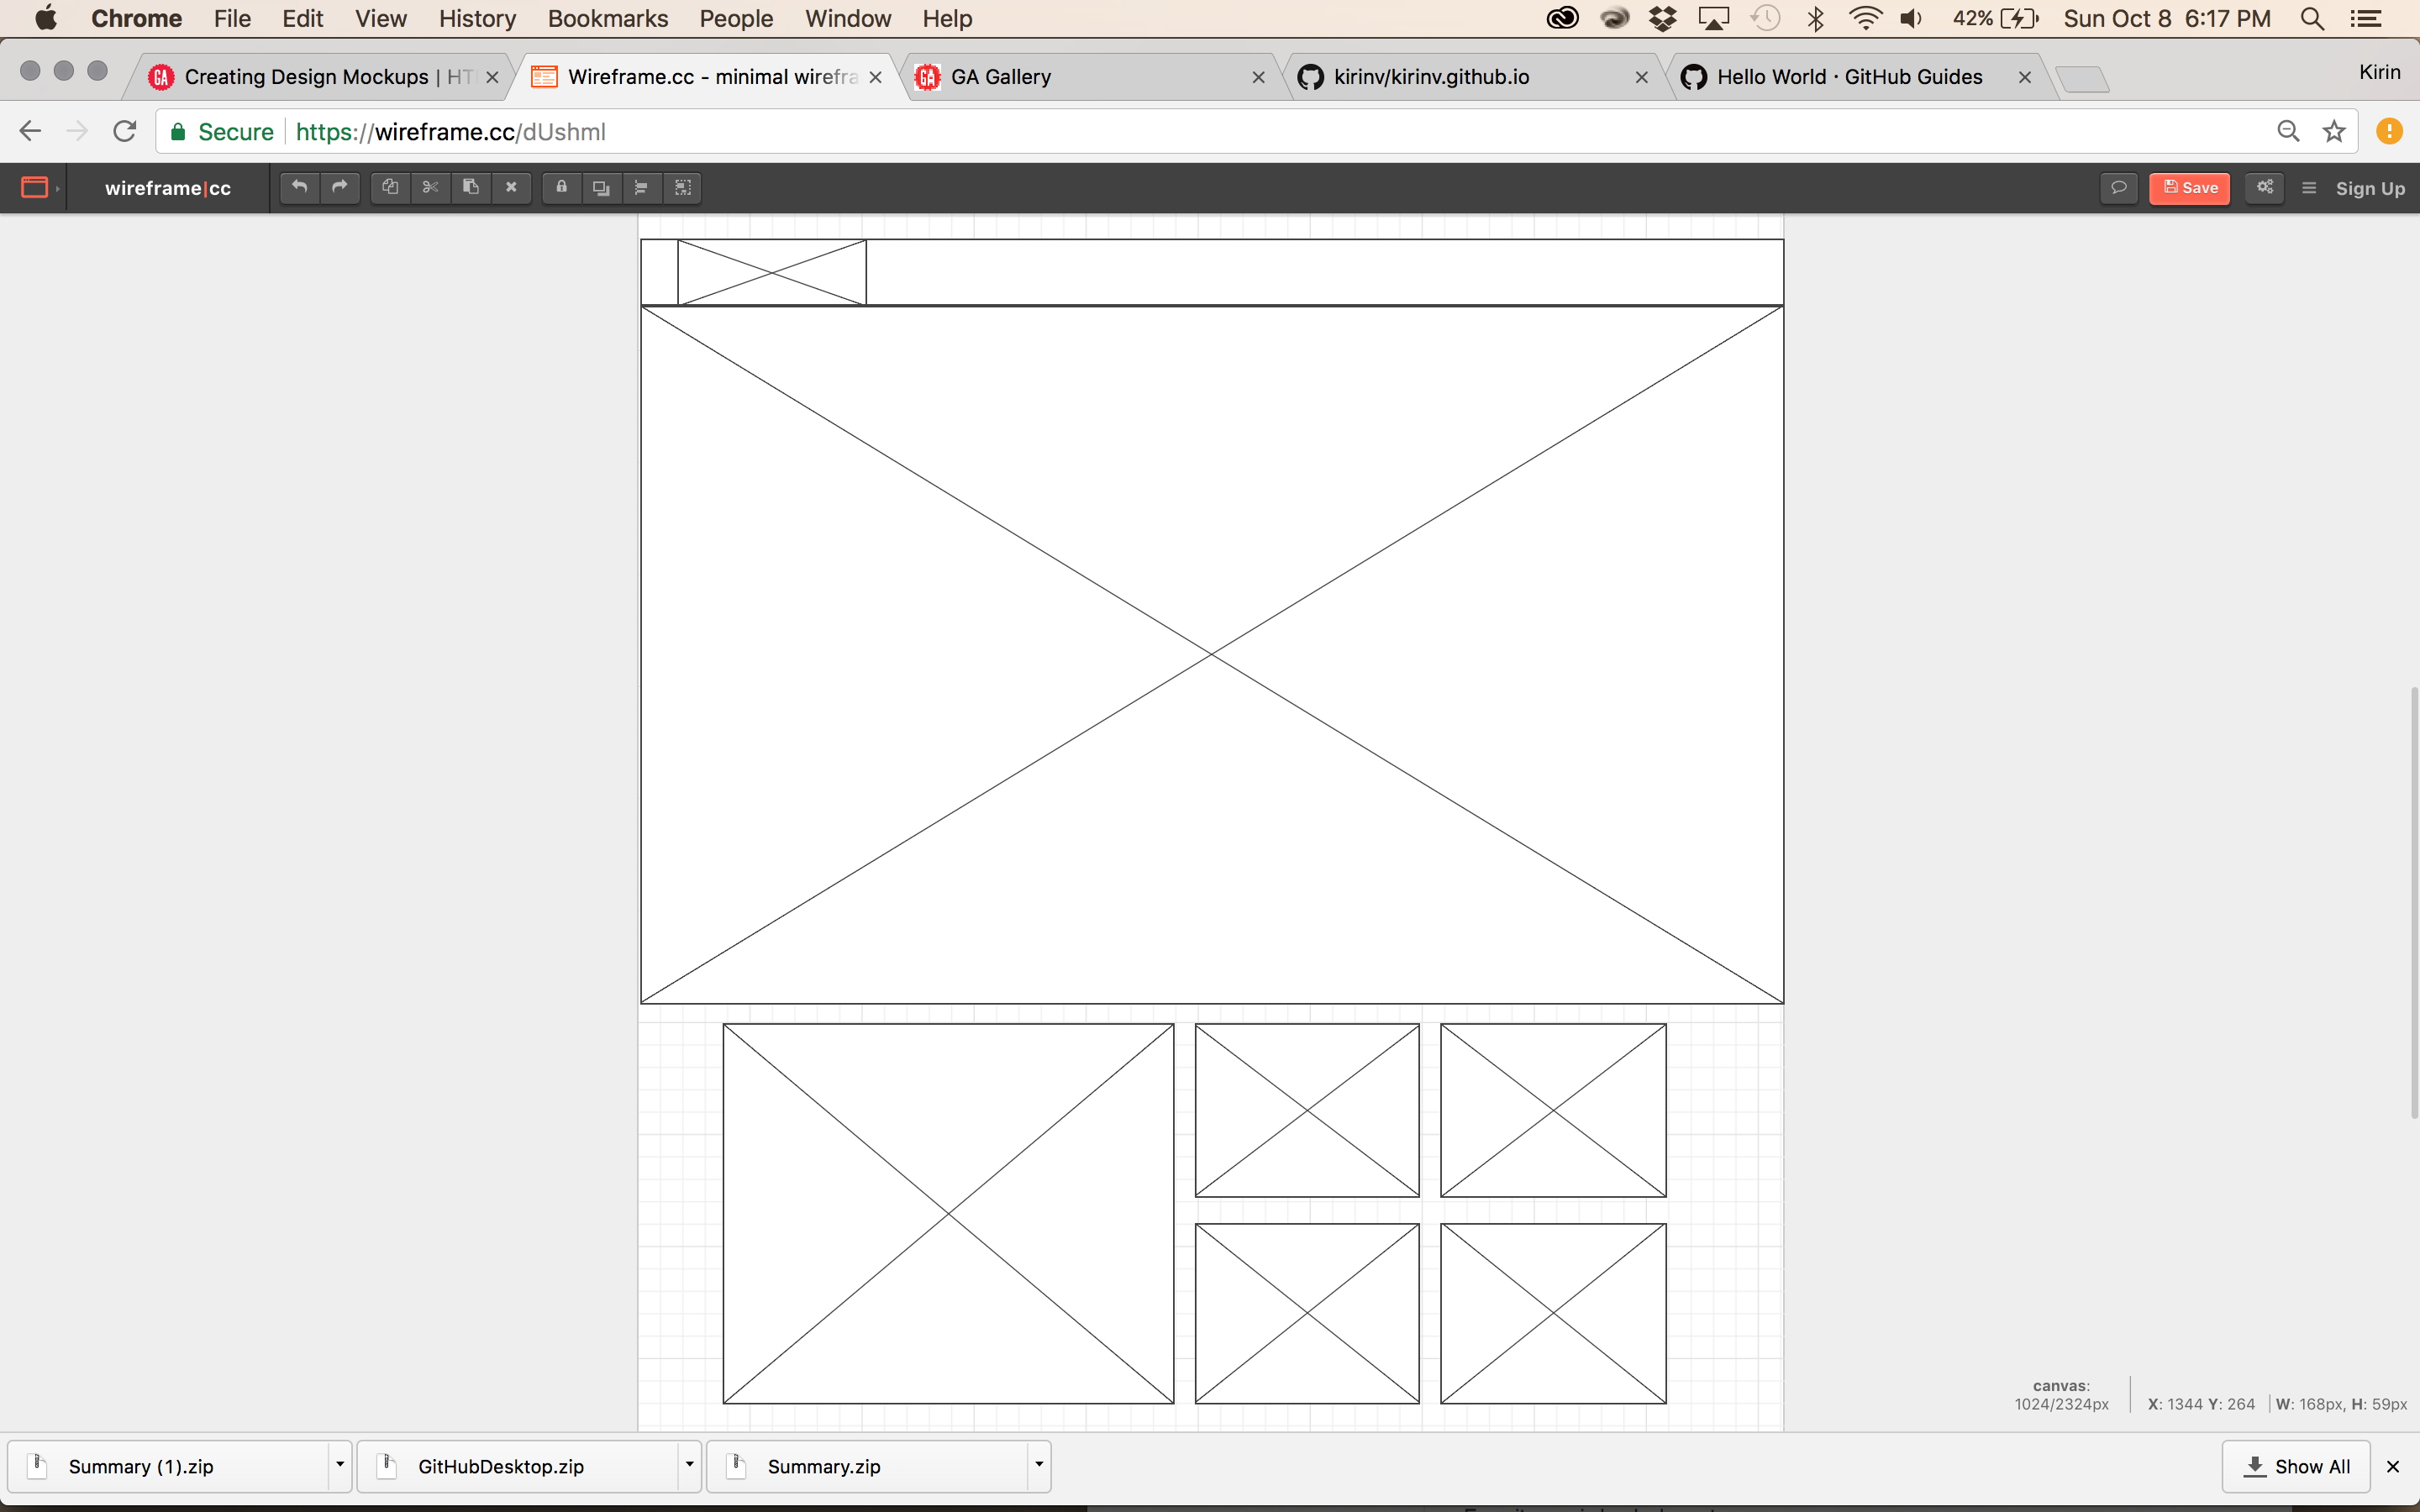 Chrome File Edit View History Bookmarks People Window Help 42% Sun Oct 8 6:17 PM
GA Creating Design Mockups | HT Wireframe.cc - minimal wirefra GA GA Gallery kirinv/kirinv.github.io Hello World · GitHub Guides Kirin
Secure https://wireframe.cc/dUshml
wireframe|cc Save Sign Up
canvas:
1024/2324px X: 1344 Y: 264 W: 168px, H: 59px
Summary (1).zip GitHubDesktop.zip Summary.zip Show All